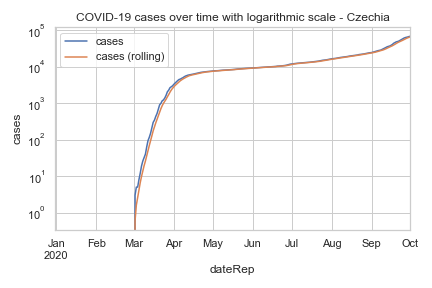 COVID-19 cases over time with logarithmic scale - Czechia
cases
cases (rolling)
10^5
10^4
10^3
10^2
10^1
10^0
cases
Jan Feb Mar Apr May Jun Jul Aug Sep Oct
2020
dateRep